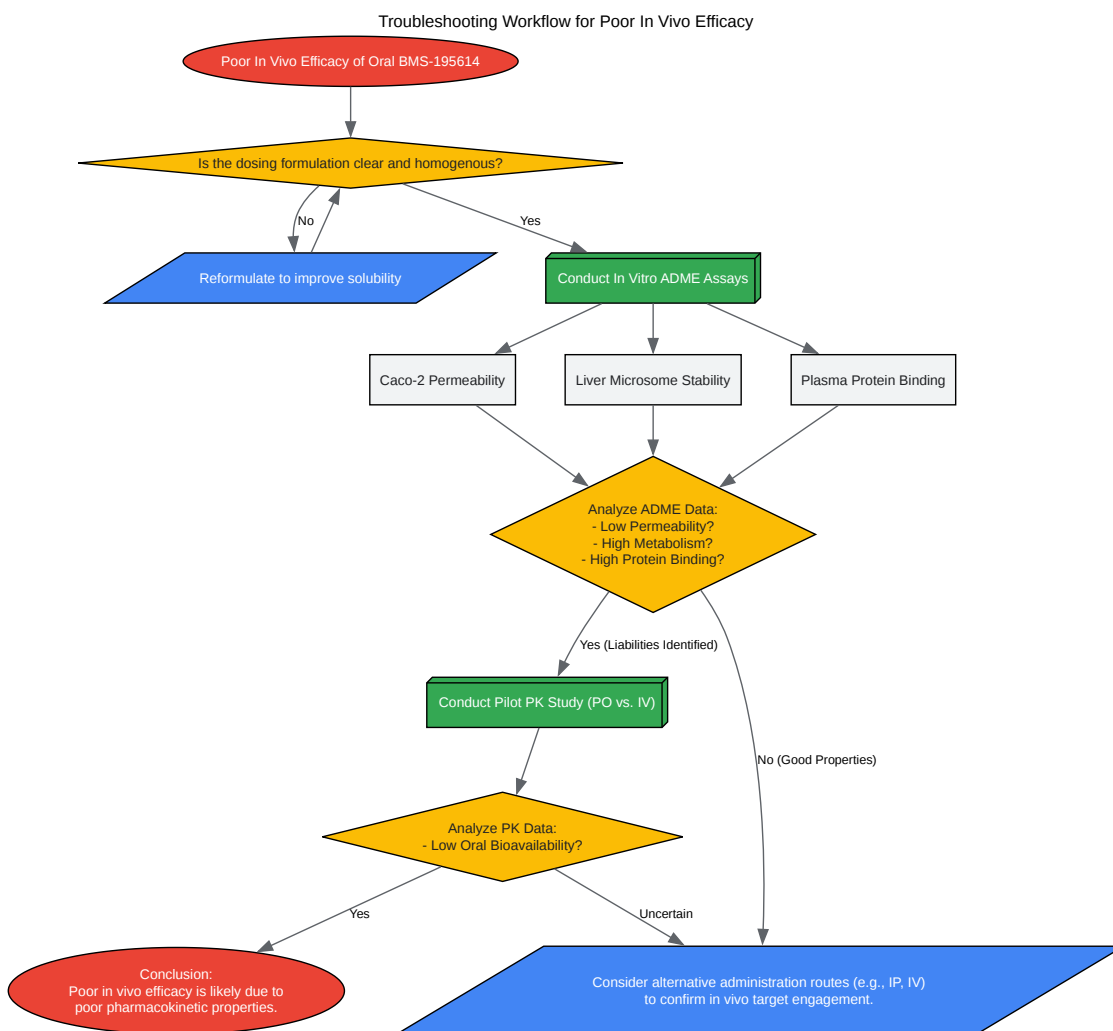 Troubleshooting Workflow for Poor In Vivo Efficacy
Poor In Vivo Efficacy of Oral BMS-195614
Is the dosing formulation clear and homogenous?
No
Yes
Reformulate to improve solubility
Conduct In Vitro ADME Assays
Caco-2 Permeability
Liver Microsome Stability
Plasma Protein Binding
Analyze ADME Data:
- Low Permeability?
- High Metabolism?
- High Protein Binding?
Yes (Liabilities Identified)
Conduct Pilot PK Study (PO vs. IV)
No (Good Properties)
Analyze PK Data:
- Low Oral Bioavailability?
Yes
Uncertain
Conclusion:
Poor in vivo efficacy is likely due to
poor pharmacokinetic properties.
Consider alternative administration routes (e.g., IP, IV)
to confirm in vivo target engagement.